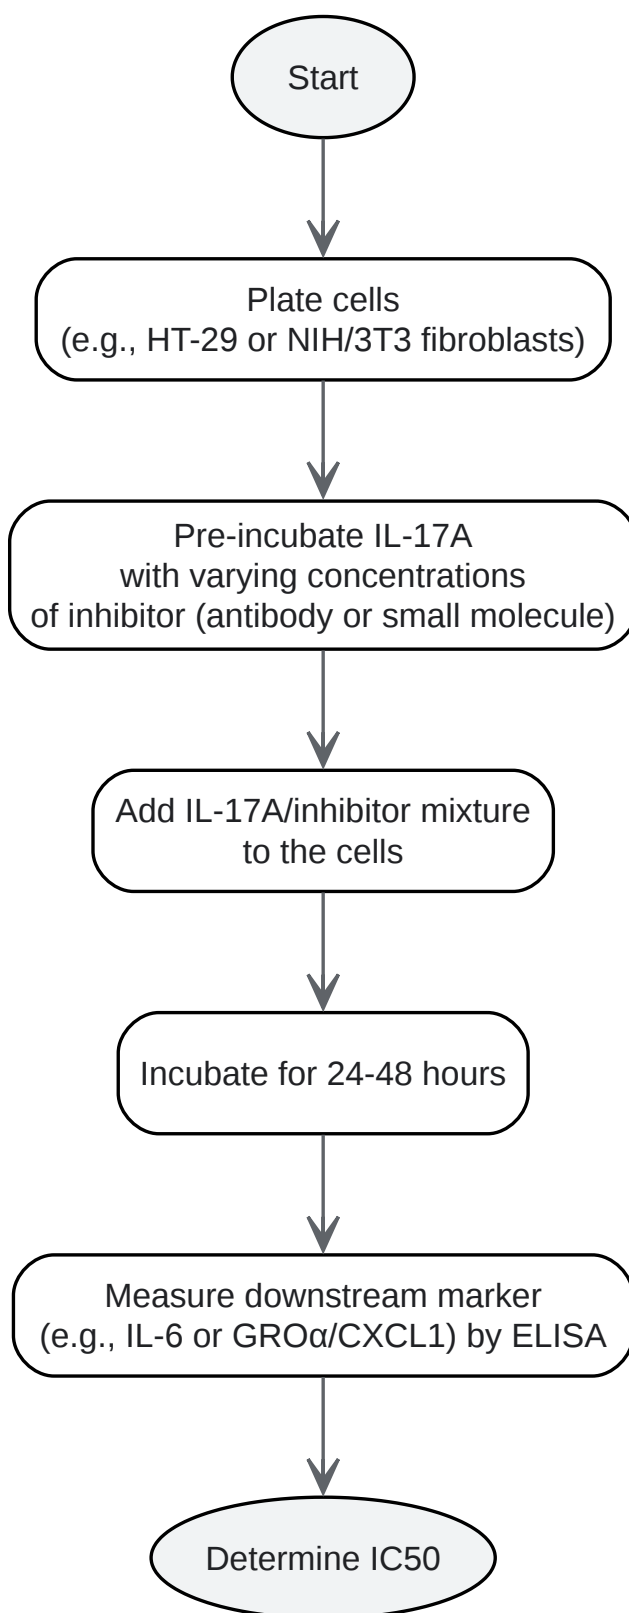 Start
Plate cells
(e.g., HT-29 or NIH/3T3 fibroblasts)
Pre-incubate IL-17A
with varying concentrations
of inhibitor (antibody or small molecule)
Add IL-17A/inhibitor mixture
to the cells
Incubate for 24-48 hours
Measure downstream marker
(e.g., IL-6 or GROα/CXCL1) by ELISA
Determine IC50